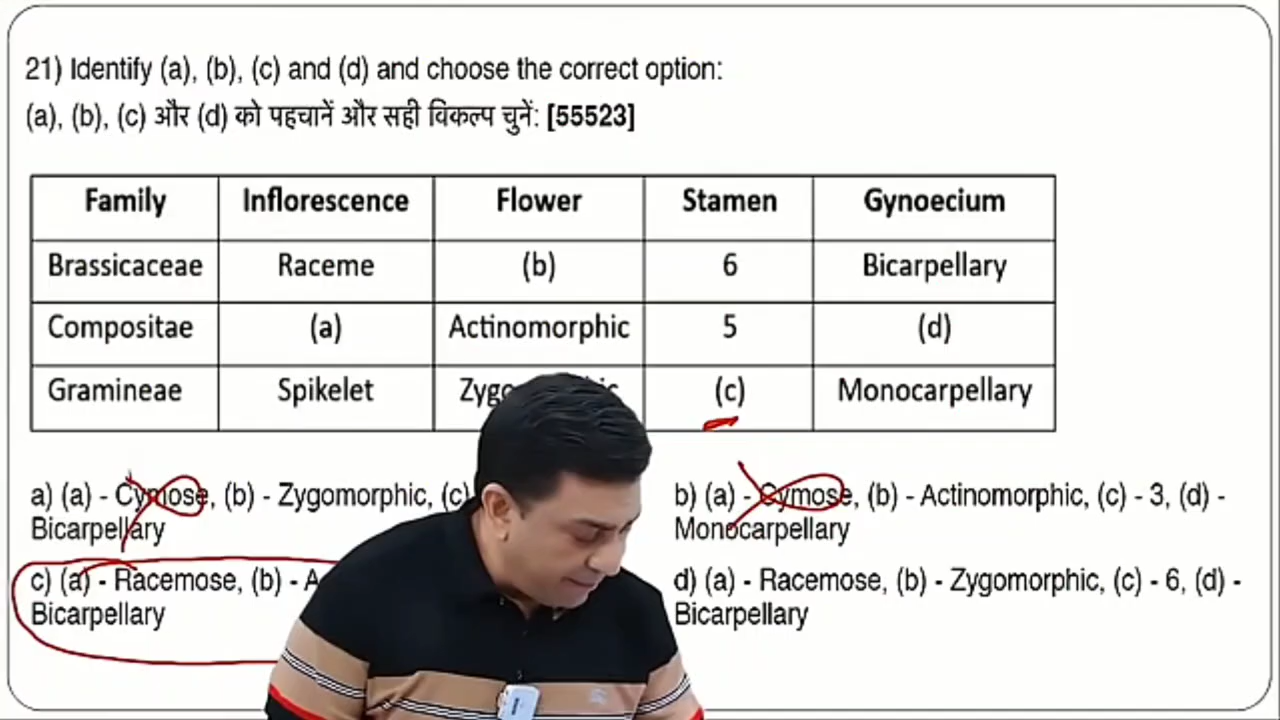 21) Identify (a), (b), (c) and (d) and choose the correct option:
(a), (b), (c) और (d) को पहचानें और सही विकल्प चुनें: [55523]
Family Inflorescence Flower Stamen Gynoecium
Brassicaceae Raceme (b) 6 Bicarpellary
Compositae (a) Actinomorphic 5 (d)
Gramineae Spikelet (c) Monocarpellary
a) (a) - Cymose, (b) - Zygomorphic, (c)
Bicarpellary
b) (a) - Cymose, (b) - Actinomorphic, (c) - 3, (d) -
Monocarpellary
c) (a) - Racemose, (b) -
Bicarpellary
d) (a) - Racemose, (b) - Zygomorphic, (c) - 6, (d) -
Bicarpellary